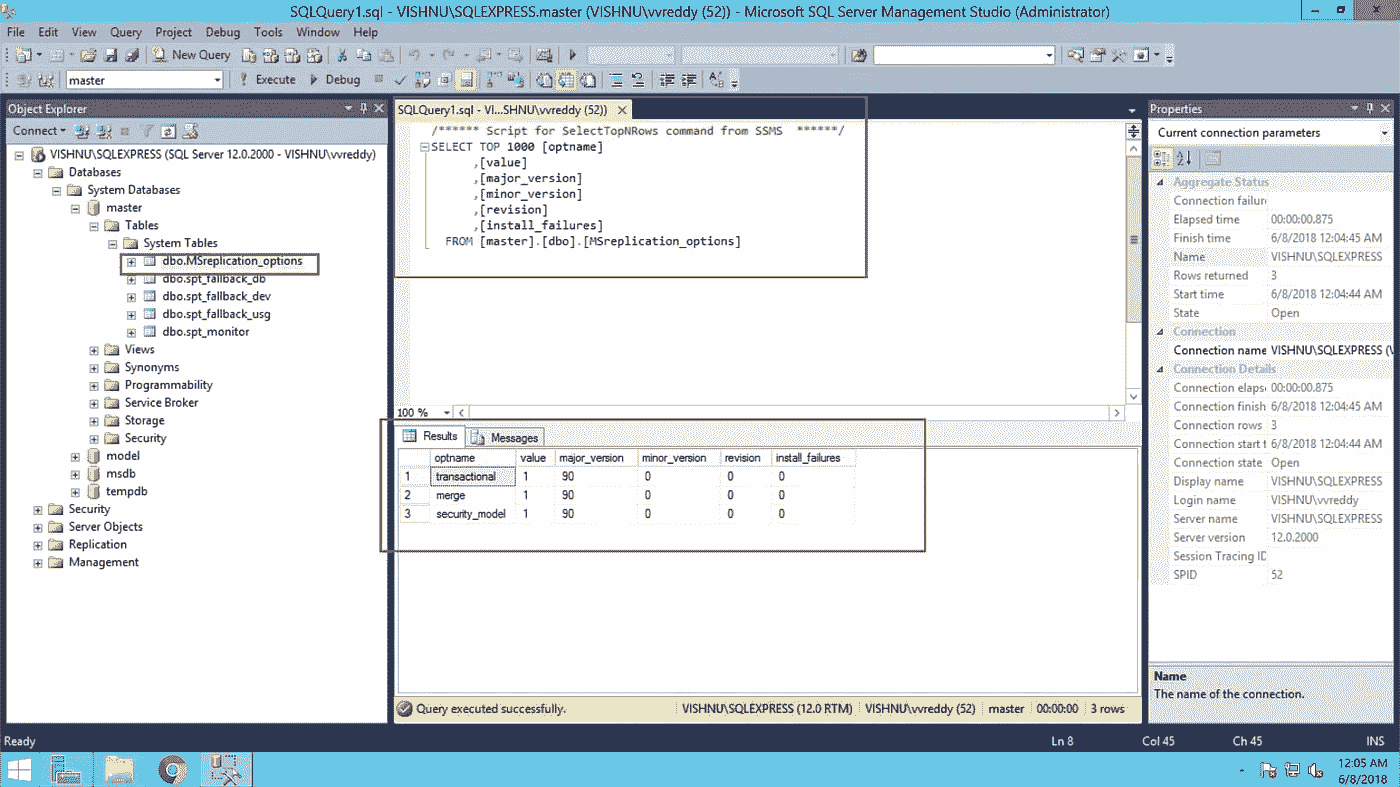 SQLQuery1.sql - VISHNU\SQLEXPRESS.master (VISHNU\vvreddy (52)) - Microsoft SQL Server Management Studio (Administrator)
File Edit View Query Project Debug Tools Window Help
New Query
master Execute Debug
Object Explorer
Connect
VISHNU\SQLEXPRESS (SQL Server 12.0.2000 - VISHNU\vvreddy)
Databases
System Databases
master
Tables
System Tables
dbo.MSreplication_options
dbo.spt_fallback_db
dbo.spt_fallback_dev
dbo.spt_fallback_usg
dbo.spt_monitor
Views
Synonyms
Programmability
Service Broker
Storage
Security
model
msdb
tempdb
Security
Server Objects
Replication
Management
SQLQuery1.sql - VI...SHNU\vvreddy (52))
/****** Script for SelectTopNRows command from SSMS ******/
SELECT TOP 1000 [optname]
,[value]
,[major_version]
,[minor_version]
,[revision]
,[install_failures]
FROM [master].[dbo].[MSreplication_options]
100 %
Results Messages
optname value major_version minor_version revision install_failures
1 transactional 1 90 0 0 0
2 merge 1 90 0 0 0
3 security_model 1 90 0 0 0
Query executed successfully. VISHNU\SQLEXPRESS (12.0 RTM) VISHNU\vvreddy (52) master 00:00:00 3 rows
Properties
Current connection parameters
Aggregate Status
Connection failure
Elapsed time 00:00:00.875
Finish time 6/8/2018 12:04:45 AM
Name VISHNU\SQLEXPRESS
Rows returned 3
Start time 6/8/2018 12:04:44 AM
State Open
Connection
Connection name VISHNU\SQLEXPRESS (V
Connection Details
Connection elaps 00:00:00.875
Connection finish 6/8/2018 12:04:45 AM
Connection rows 3
Connection start t 6/8/2018 12:04:44 AM
Connection state Open
Display name VISHNU\SQLEXPRESS
Login name VISHNU\vvreddy
Server name VISHNU\SQLEXPRESS
Server version 12.0.2000
Session Tracing ID
SPID 52
Name
The name of the connection.
Ready Ln 8 Col 45 Ch 45 INS
12:05 AM
6/8/2018